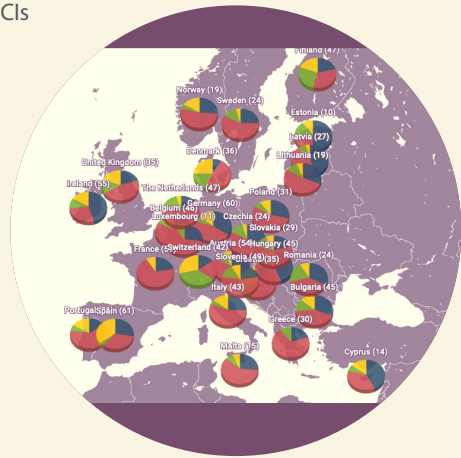 CIs
Finland (47)
Norway (19)
Sweden (24)
Estonia (10)
Latvia (27)
Denmark (36)
Lithuania (19)
United Kingdom (35)
Ireland (55)
The Netherlands (47)
Poland (31)
Germany (60)
Belgium (46)
Luxembourg (11)
Czechia (24)
Slovakia (29)
Austria (54)
Hungary (45)
France (5
Switzerland (42)
Slovenia (49)
(35)
Romania (24)
Italy (43)
Bulgaria (45)
Portugal
Spain (61)
Greece (30)
Malta (15)
Cyprus (14)